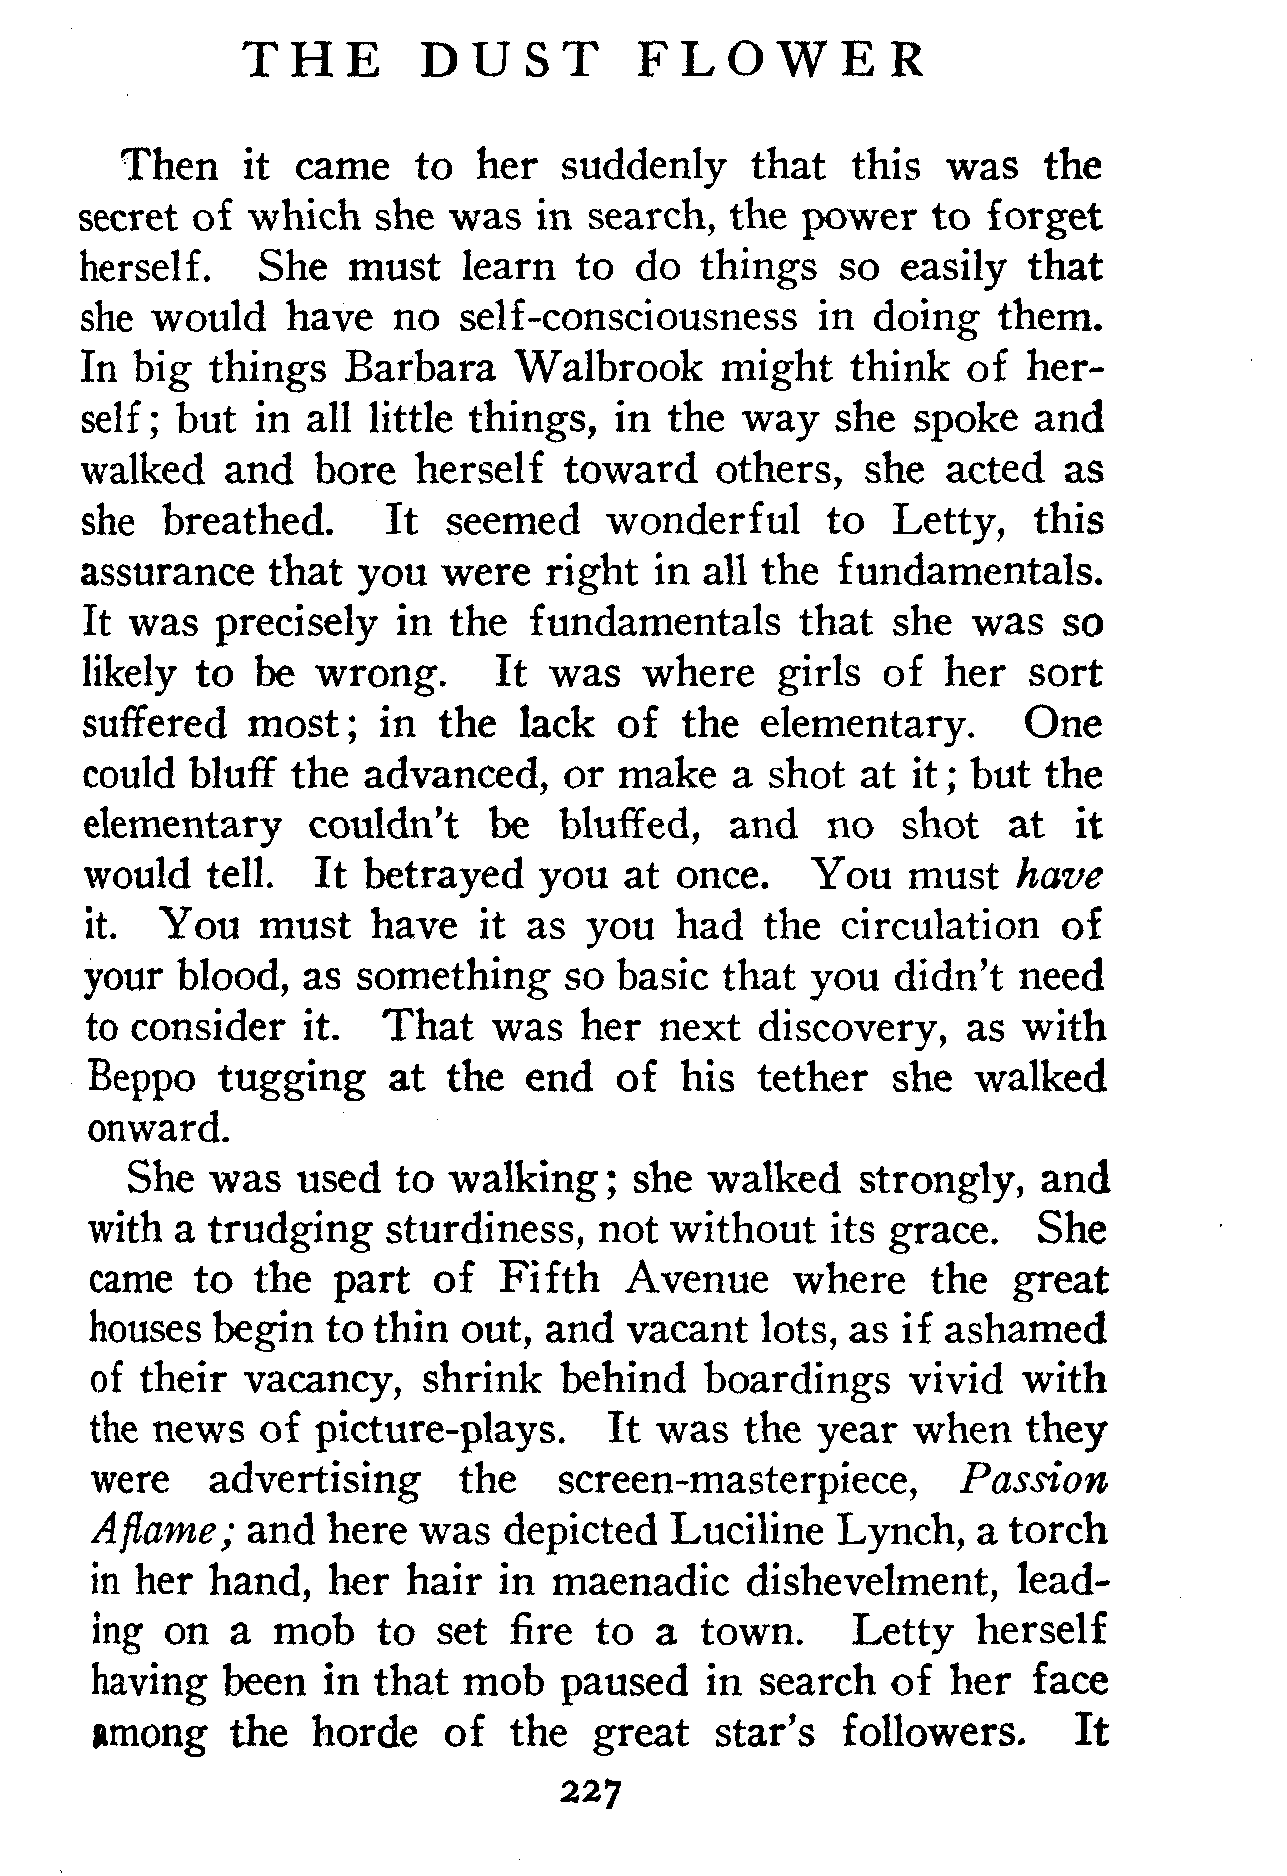 THE DUST FLOWER
Then it came to her suddenly that this was the
secret of which she was in search, the power to forget
herself. She must learn to do things so easily that
she would have no self-consciousness in doing them.
In big things Barbara Walbrook might think of her-
self; but in all little things, in the way she spoke and
walked and bore herself toward others, she acted as
she breathed. It seemed wonderful to Letty, this
assurance that you were right in all the fundamentals.
It was precisely in the fundamentals that she was so
likely to be wrong. It was where girls of her sort
suffered most; in the lack of the elementary. One
could bluff the advanced, or make a shot at it; but the
elementary couldn't be bluffed, and no shot at it
would tell. It betrayed you at once. You must have
it. You must have it as you had the circulation of
your blood, as something so basic that you didn't need
to consider it. That was her next discovery, as with
Beppo tugging at the end of his tether she walked
onward.
She was used to walking; she walked strongly, and
with a trudging sturdiness, not without its grace. She
came to the part of Fifth Avenue where the great
houses begin to thin out, and vacant lots, as if ashamed
of their vacancy, shrink behind boardings vivid with
the news of picture-plays. It was the year when they
were advertising the screen-masterpiece, Passion
Aflame; and here was depicted Luciline Lynch, a torch
in her hand, her hair in maenadic dishevelment, lead-
ing on a mob to set fire to a town. Letty herself
having been in that mob paused in search of her face
among the horde of the great star's followers. It
227